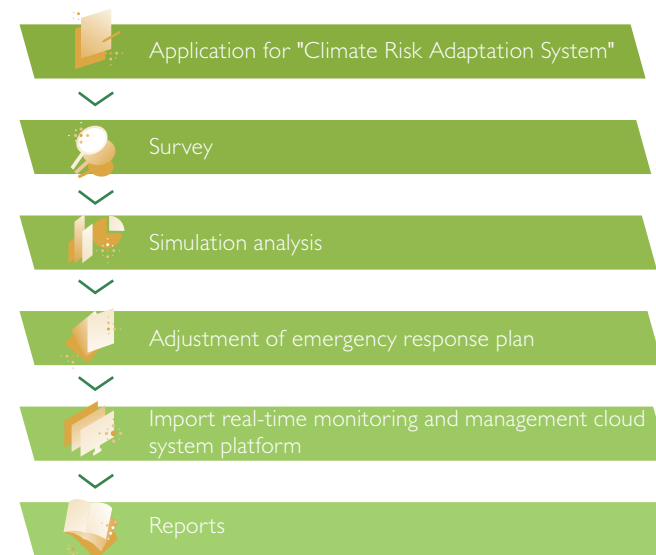 Application for "Climate Risk Adaptation System"
Survey
Simulation analysis
Adjustment of emergency response plan
Import real-time monitoring and management cloud
system platform
Reports